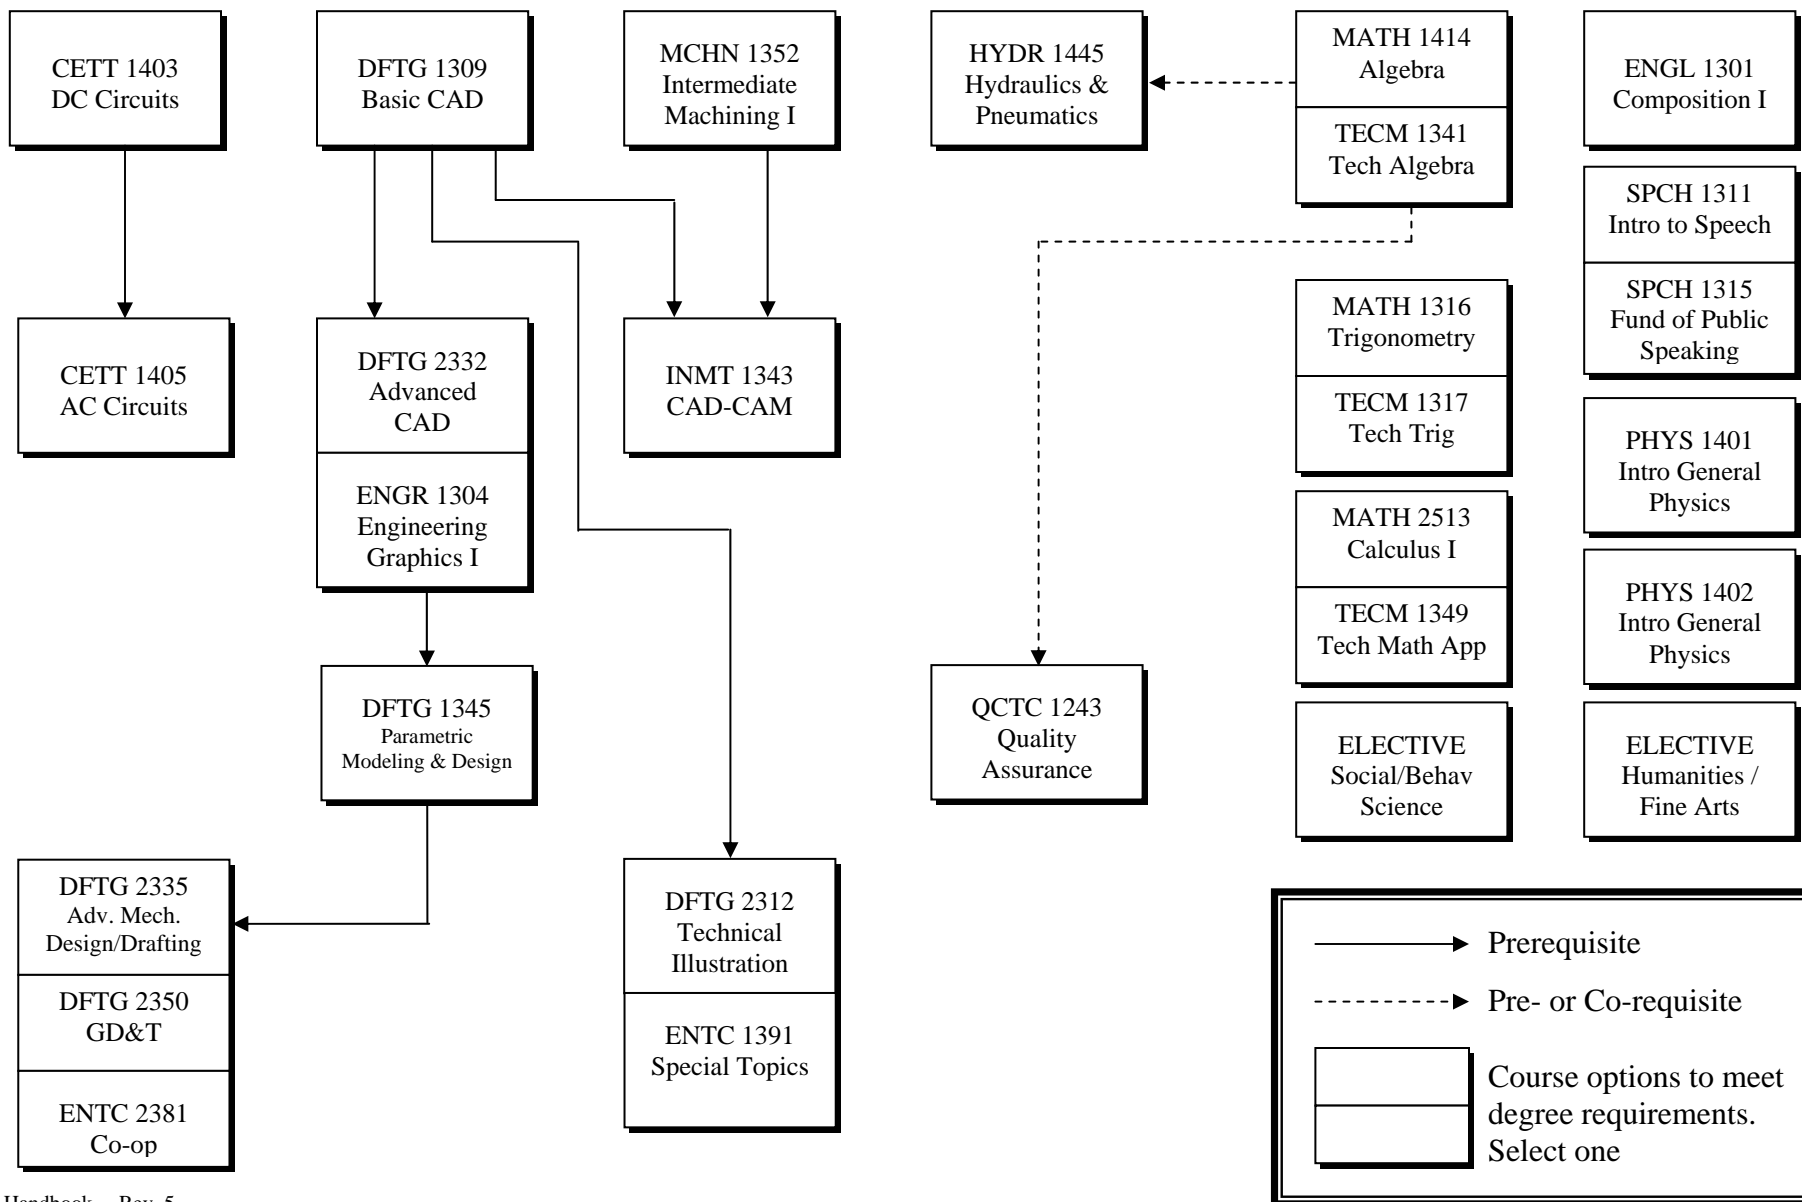 CETT 1403
DC Circuits
DFTG 1309
Basic CAD
MCHN 1352
Intermediate
Machining I
HYDR 1445
Hydraulics &
Pneumatics
MATH 1414
Algebra
TECM 1341
Tech Algebra
ENGL 1301
Composition I
SPCH 1311
Intro to Speech
SPCH 1315
Fund of Public
Speaking
CETT 1405
AC Circuits
DFTG 2332
Advanced
CAD
ENGR 1304
Engineering
Graphics I
INMT 1343
CAD-CAM
MATH 1316
Trigonometry
TECM 1317
Tech Trig
PHYS 1401
Intro General
Physics
MATH 2513
Calculus I
TECM 1349
Tech Math App
PHYS 1402
Intro General
Physics
DFTG 1345
Parametric
Modeling & Design
QCTC 1243
Quality
Assurance
ELECTIVE
Social/Behav
Science
ELECTIVE
Humanities /
Fine Arts
DFTG 2335
Adv. Mech.
Design/Drafting
DFTG 2350
GD&T
ENTC 2381
Co-op
DFTG 2312
Technical
Illustration
ENTC 1391
Special Topics
Prerequisite
Pre- or Co-requisite
Course options to meet
degree requirements.
Select one
Handbook Rev. 5